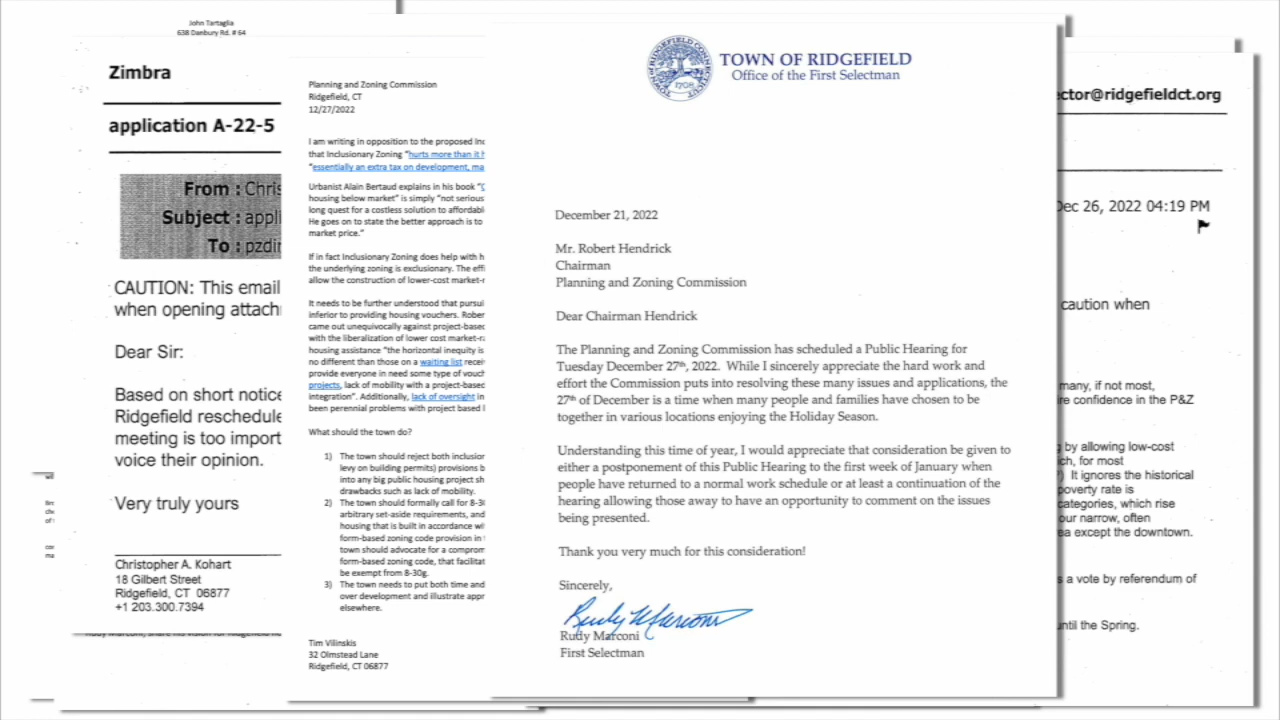 John Tartaglia
638 Danbury Rd. # 64
Zimbra
application A-22-5
From : Chris
Subject : appli
To : pzdir
CAUTION: This email
when opening attach
Dear Sir:
Based on short notice
Ridgefield reschedule
meeting is too import
voice their opinion.
Very truly yours
Christopher A. Kohart
18 Gilbert Street
Ridgefield, CT 06877
+1 203.300.7394
Planning and Zoning Commission
Ridgefield, CT
12/27/2022
I am writing in opposition to the proposed Inc
that Inclusionary Zoning "hurts more than it h
"essentially an extra tax on development, ma
Urbanist Alain Bertaud explains in his book "
housing below market" is simply "not serious
long quest for a costless solution to affordabl
He goes on to state the better approach is to
market price."
If in fact Inclusionary Zoning does help with h
the underlying zoning is exclusionary. The effi
allow the construction of lower-cost market-r
It needs to be further understood that pursui
inferior to providing housing vouchers. Rober
came out unequivocally against project-based
with the liberalization of lower cost market-ra
housing assistance "the horizontal inequity is
no different than those on a waiting list recei
provide everyone in need some type of vouch
projects, lack of mobility with a project-based
integration". Additionally, lack of oversight in
been perennial problems with project based l
What should the town do?
1) The town should reject both inclusior
levy on building permits) provisions b
into any big public housing project sh
drawbacks such as lack of mobility.
2) The town should formally call for 8-30
arbitrary set-aside requirements, and
housing that is built in accordance wi
form-based zoning code provision in
town should advocate for a comprom
form-based zoning code, that facilitat
be exempt from 8-30g.
3) The town needs to put both time and
over development and illustrate appr
elsewhere.
Tim Vilinskis
32 Olmstead Lane
Ridgefield, CT 06877
TOWN OF RIDGEFIELD
Office of the First Selectman
TOWN OF RIDGEFIELD CONNECTICUT
1708
December 21, 2022
Mr. Robert Hendrick
Chairman
Planning and Zoning Commission
Dear Chairman Hendrick
The Planning and Zoning Commission has scheduled a Public Hearing for
Tuesday December 27th, 2022. While I sincerely appreciate the hard work and
effort the Commission puts into resolving these many issues and applications, the
27th of December is a time when many people and families have chosen to be
together in various locations enjoying the Holiday Season.
Understanding this time of year, I would appreciate that consideration be given to
either a postponement of this Public Hearing to the first week of January when
people have returned to a normal work schedule or at least a continuation of the
hearing allowing those away to have an opportunity to comment on the issues
being presented.
Thank you very much for this consideration!
Sincerely,
Rudy Marconi
Rudy Marconi
First Selectman
ector@ridgefieldct.org
Dec 26, 2022 04:19 PM
caution when
many, if not most,
re confidence in the P&Z
g by allowing low-cost
ich, for most
) It ignores the historical
poverty rate is
categories, which rise
our narrow, often
ea except the downtown.
s a vote by referendum of
until the Spring.